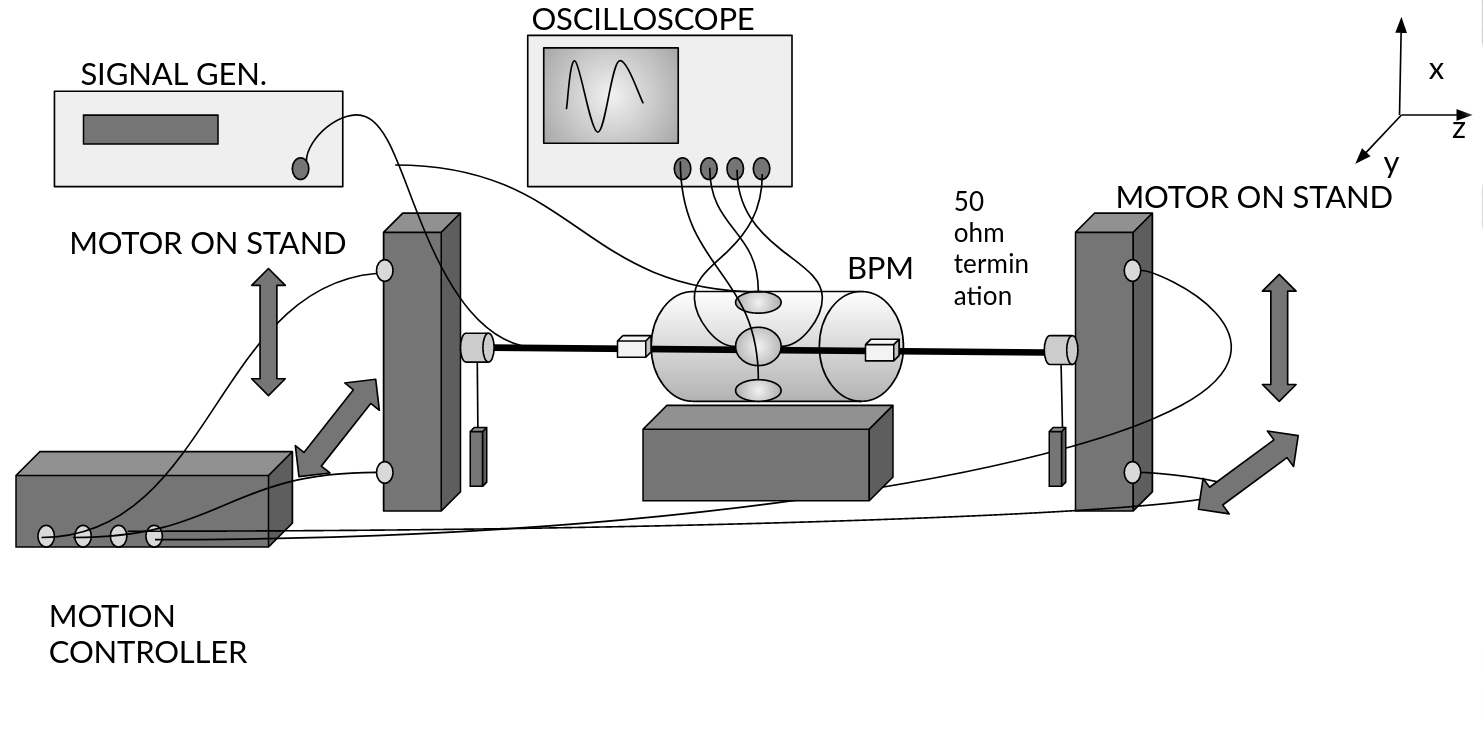 OSCILLOSCOPE
SIGNAL GEN.
x
z
y
MOTOR ON STAND
50
ohm
termin
ation
MOTOR ON STAND
BPM
MOTION
CONTROLLER